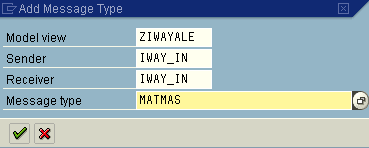 Add Message Type
Model view ZIWAYALE
Sender IWAY_IN
Receiver IWAY_IN
Message type MATMAS